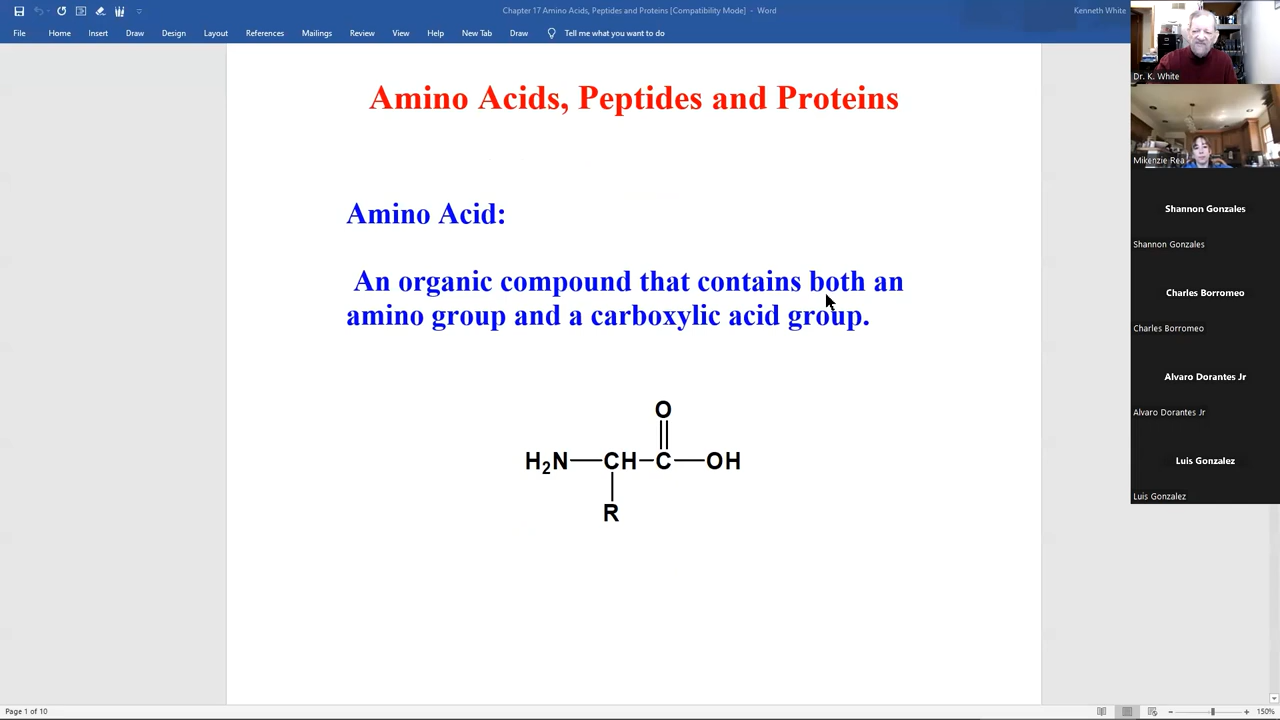 Chapter 17 Amino Acids, Peptides and Proteins [Compatibility Mode] - Word
Kenneth White
File Home Insert Draw Design Layout References Mailings Review View Help New Tab Draw Tell me what you want to do
Amino Acids, Peptides and Proteins
Amino Acid:
An organic compound that contains both an
amino group and a carboxylic acid group.
O
H₂N CH C OH
R
Dr. K. White
Mikenzie Rea
Shannon Gonzales
Shannon Gonzales
Charles Borromeo
Charles Borromeo
Alvaro Dorantes Jr
Alvaro Dorantes Jr
Luis Gonzalez
Luis Gonzalez
Page 1 of 10
150%